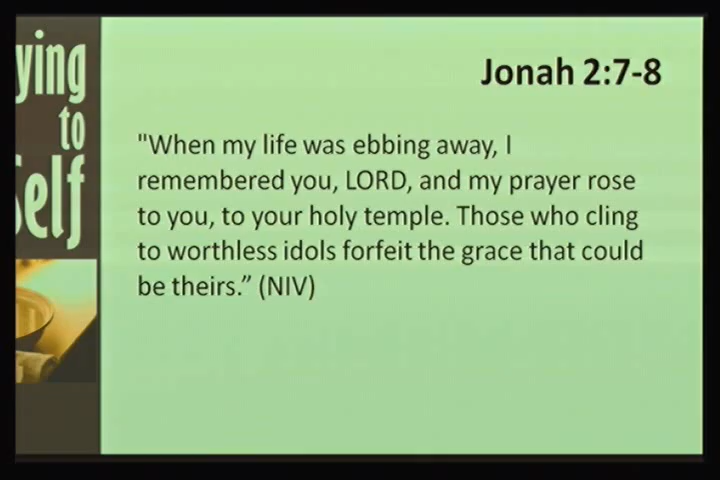 ying
to
Self
Jonah 2:7-8
"When my life was ebbing away, I
remembered you, LORD, and my prayer rose
to you, to your holy temple. Those who cling
to worthless idols forfeit the grace that could
be theirs.” (NIV)